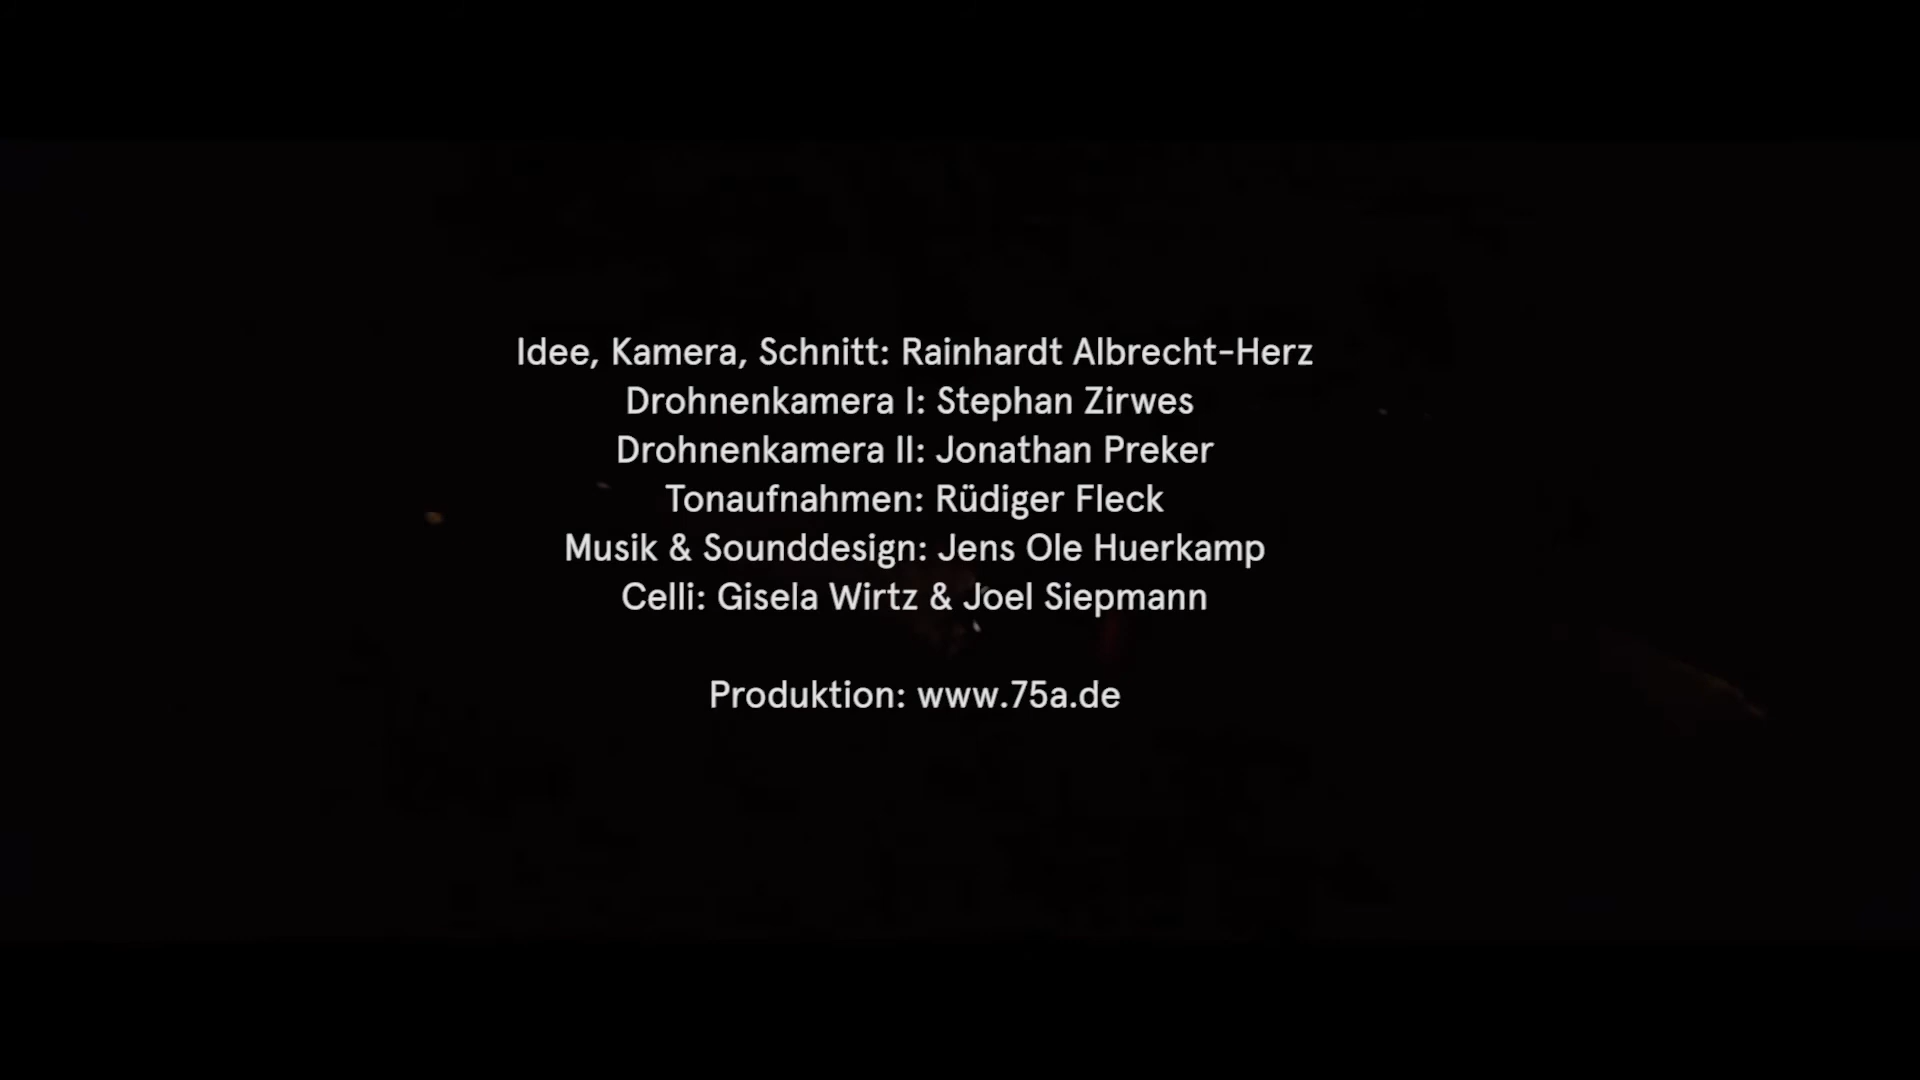 Idee, Kamera, Schnitt: Rainhardt Albrecht-Herz
Drohnenkamera I: Stephan Zirwes
Drohnenkamera II: Jonathan Preker
Tonaufnahmen: Rüdiger Fleck
Musik & Sounddesign: Jens Ole Huerkamp
Celli: Gisela Wirtz & Joel Siepmann
Produktion: www.75a.de